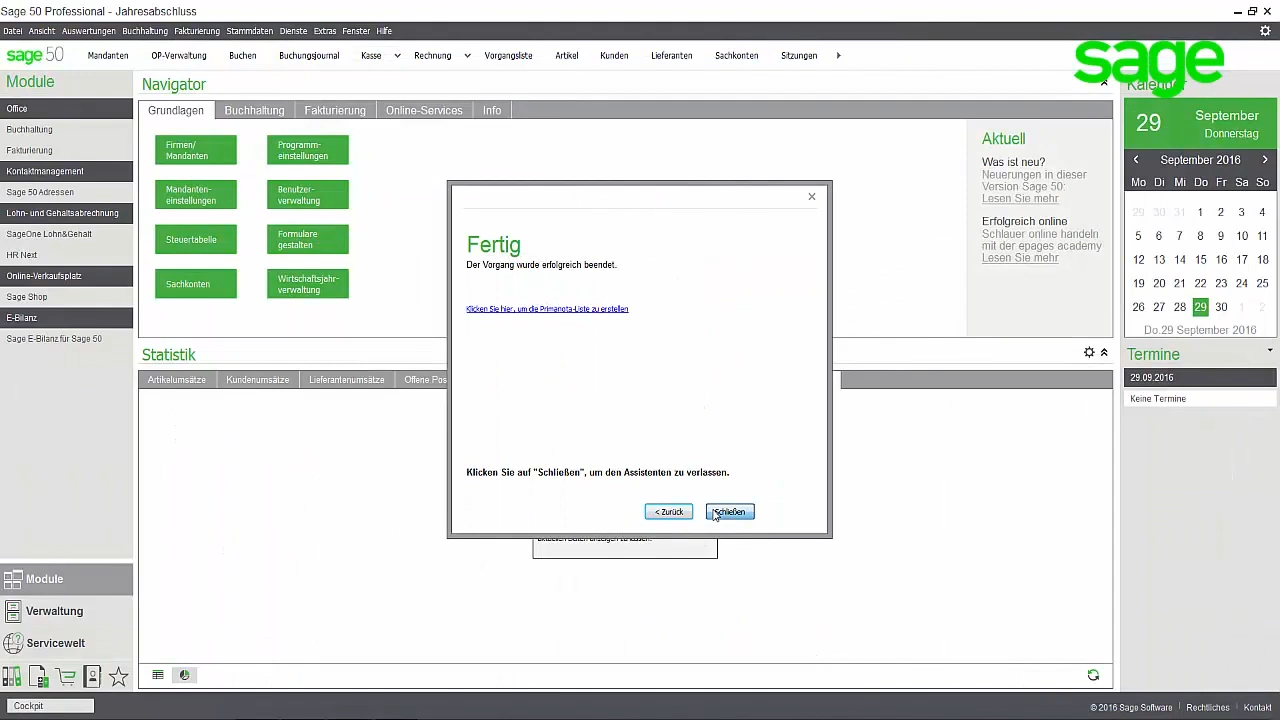 Sage 50 Professional - Jahresabschluss
Datei Ansicht Auswertungen Buchhaltung Fakturierung Stammdaten Dienste Extras Fenster Hilfe
sage 50 Mandanten OP-Verwaltung Buchen Buchungsjournal Kasse Rechnung Vorgangsliste Artikel Kunden Lieferanten Sachkonten Sitzungen
sage
Module
Office
Buchhaltung
Fakturierung
Kontaktmanagement
Sage 50 Adressen
Lohn- und Gehaltsabrechnung
SageOne Lohn&Gehalt
HR Next
Online-Verkaufsplatz
Sage Shop
E-Bilanz
Sage E-Bilanz für Sage 50
Module
Verwaltung
Servicewelt
Cockpit
Navigator
Grundlagen Buchhaltung Fakturierung Online-Services Info
Firmen/
Mandanten
Programm-
einstellungen
Mandanten-
einstellungen
Benutzer-
verwaltung
Steuertabelle
Formulare
gestalten
Sachkonten
Wirtschaftsjahr-
verwaltung
Aktuell
Was ist neu?
Neuerungen in dieser
Version Sage 50:
Lesen Sie mehr
Erfolgreich online
Schlauer online handeln
mit der epages academy
Lesen Sie mehr
Statistik
Artikelumsätze Kundenumsätze Lieferantenumsätze Offene Pos
Fertig
Der Vorgang wurde erfolgreich beendet.
Klicken Sie hier, um die Primanota-Liste zu erstellen
Klicken Sie auf "Schließen", um den Assistenten zu verlassen.
< Zurück Schließen
Kalender
29 September
Donnerstag
September 2016
Mo Di Mi Do Fr Sa So
29 30 31 1 2 3 4
5 6 7 8 9 10 11
12 13 14 15 16 17 18
19 20 21 22 23 24 25
26 27 28 29 30 1 2
Do.29 September 2016
Termine
29.09.2016
Keine Termine
© 2016 Sage Software Rechtliches Kontakt